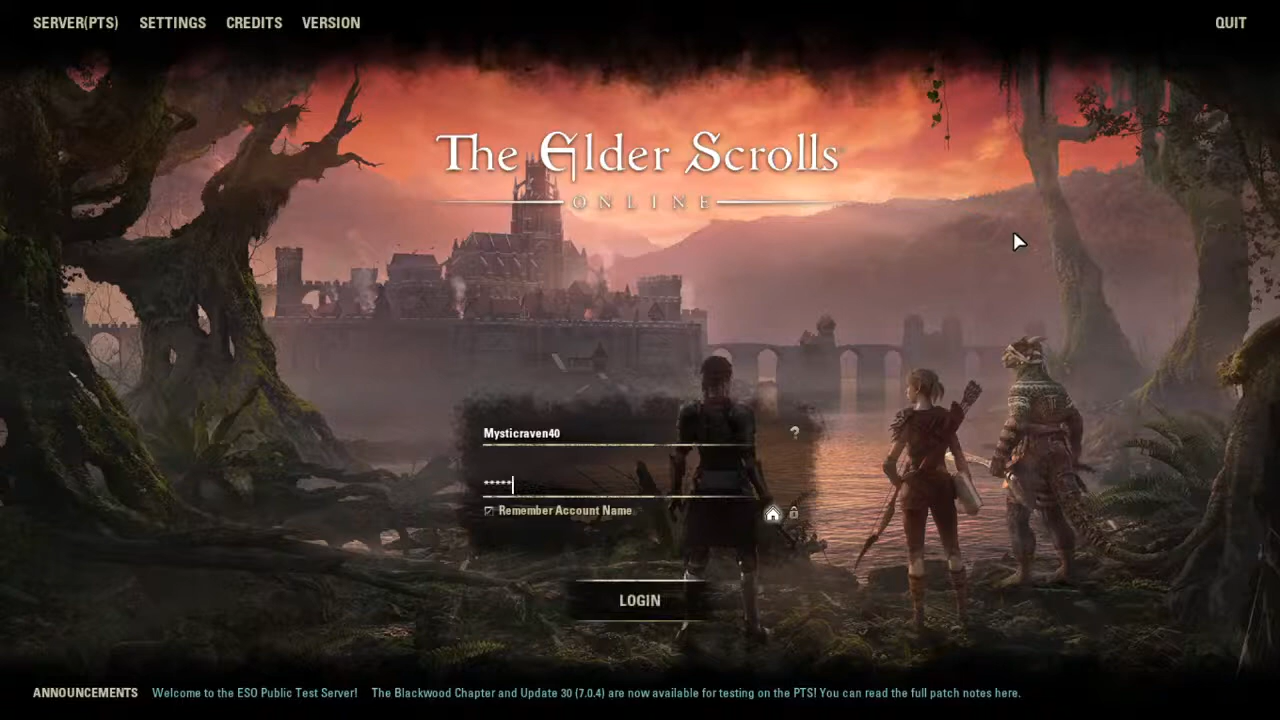 SERVER(PTS) SETTINGS CREDITS VERSION QUIT
The Elder Scrolls
ONLINE
Mysticraven40
?
*****
Remember Account Name
LOGIN
ANNOUNCEMENTS Welcome to the ESO Public Test Server! The Blackwood Chapter and Update 30 (7.0.4) are now available for testing on the PTS! You can read the full patch notes here.